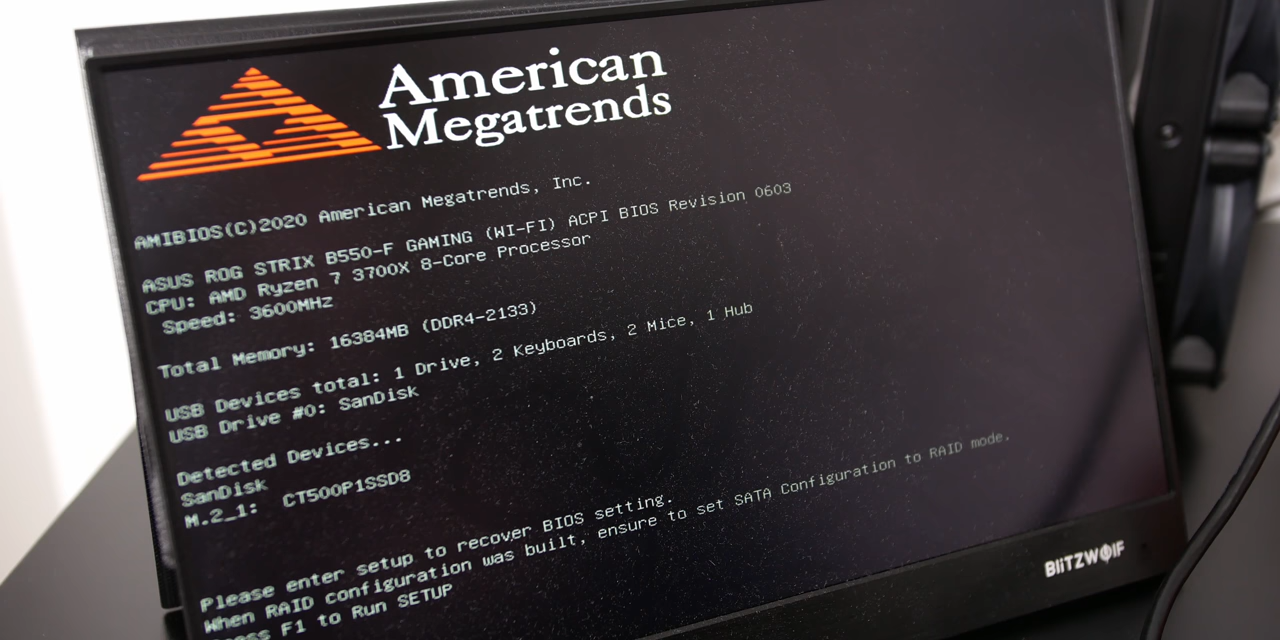 American
Megatrends
AMIBIOS(C)2020 American Megatrends, Inc.
ASUS ROG STRIX B550-F GAMING (WI-FI) ACPI BIOS Revision 0603
CPU: AMD Ryzen 7 3700X 8-Core Processor
Speed: 3600MHz
Total Memory: 16384MB (DDR4-2133)
USB Devices total: 1 Drive, 2 Keyboards, 2 Mice, 1 Hub
USB Drive #0: SanDisk
Detected Devices...
SanDisk
M.2_1: CT500P1SSD8
Please enter setup to recover BIOS setting.
When RAID configuration was built, ensure to set SATA Configuration to RAID mode.
Press F1 to Run SETUP
BLITZWOLF